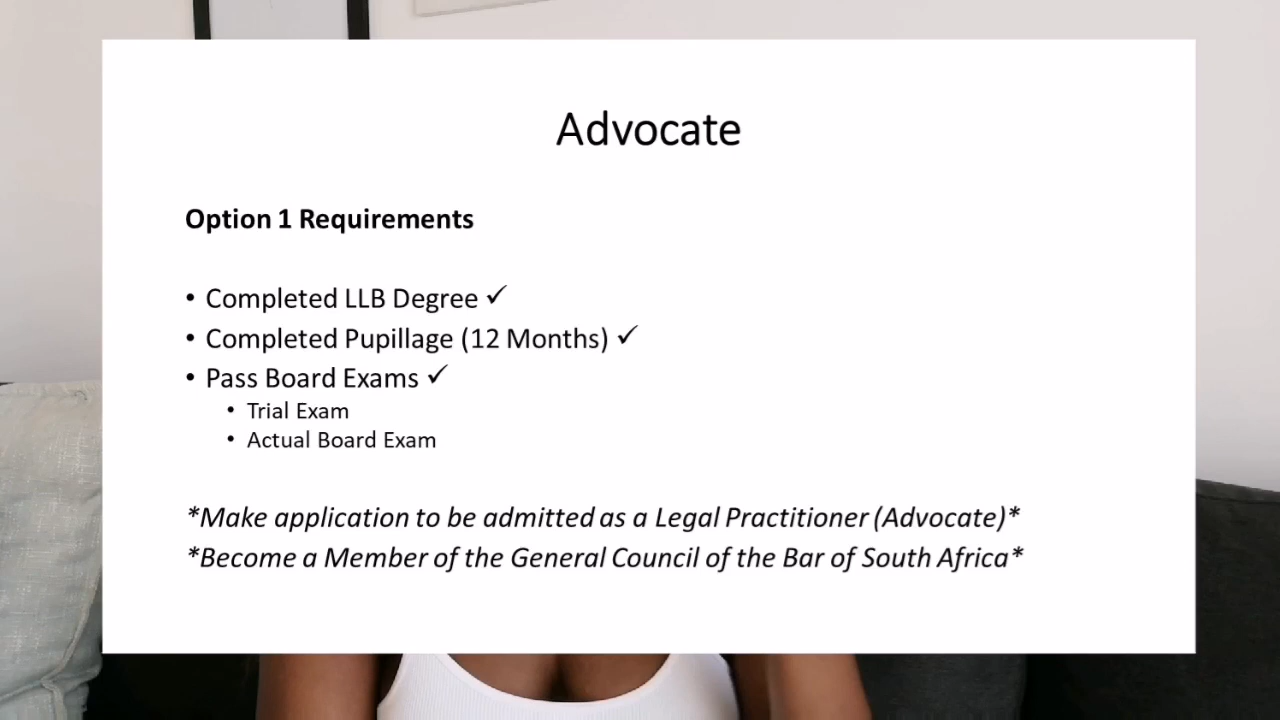 Advocate
Option 1 Requirements
• Completed LLB Degree ✓
• Completed Pupillage (12 Months) ✓
• Pass Board Exams ✓
• Trial Exam
• Actual Board Exam
*Make application to be admitted as a Legal Practitioner (Advocate)*
*Become a Member of the General Council of the Bar of South Africa*